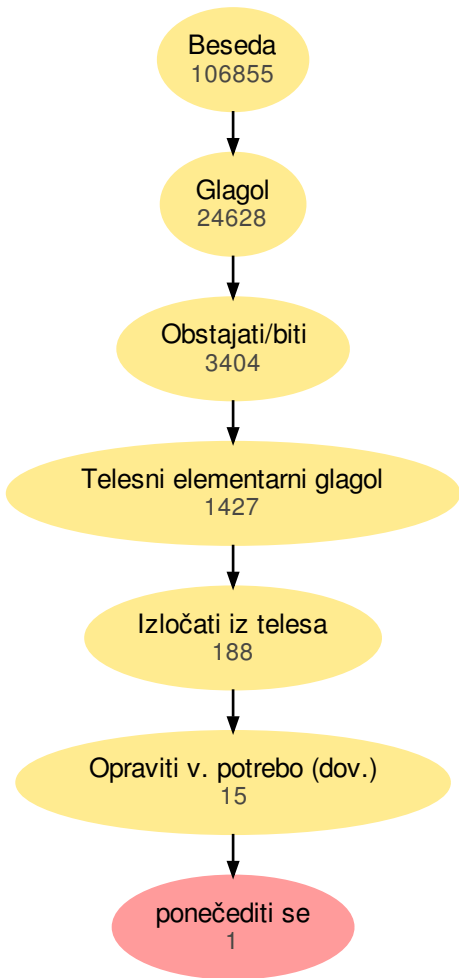 Beseda
106855
Glagol
24628
Obstajati/biti
3404
Telesni elementarni glagol
1427
Izločati iz telesa
188
Opraviti v. potrebo (dov.)
15
ponečediti se
1